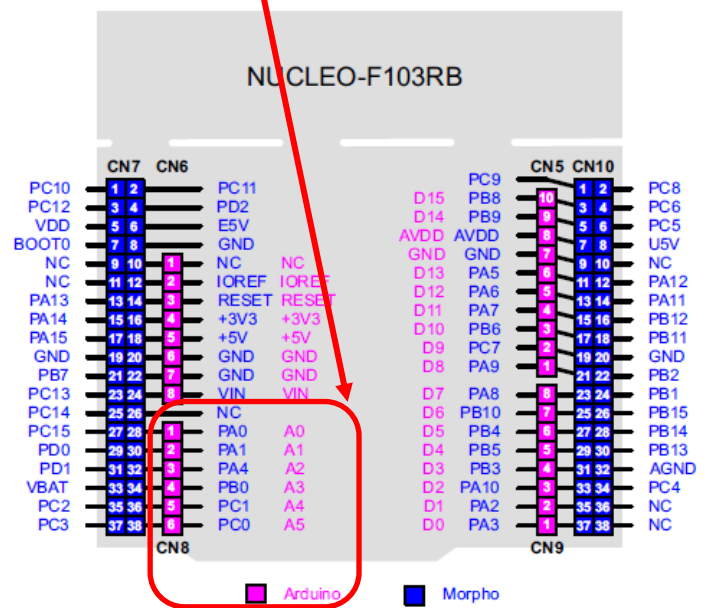 NUCLEO-F103RB
CN7 CN6 CN5 CN10
PC10 1 2 PC11 PC9 1 2 PC8
PC12 3 4 PD2 D15 PB8 10 3 4 PC6
VDD 5 6 E5V D14 PB9 9 5 6 PC5
BOOT0 7 8 GND AVDD AVDD 8 7 8 U5V
NC 9 10 1 NC NC GND GND 7 9 10 NC
NC 11 12 2 IOREF IOREF D13 PA5 6 11 12 PA12
PA13 13 14 3 RESET RESET D12 PA6 5 13 14 PA11
PA14 15 16 4 +3V3 +3V3 D11 PA7 4 15 16 PB12
PA15 17 18 5 +5V +5V D10 PB6 3 17 18 PB11
GND 19 20 6 GND GND D9 PC7 2 19 20 GND
PB7 21 22 7 GND GND D8 PA9 1 21 22 PB2
PC13 23 24 8 VIN VIN D7 PA8 8 23 24 PB1
PC14 25 26 NC D6 PB10 7 25 26 PB15
PC15 27 28 1 PA0 A0 D5 PB4 6 27 28 PB14
PD0 29 30 2 PA1 A1 D4 PB5 5 29 30 PB13
PD1 31 32 3 PA4 A2 D3 PB3 4 31 32 AGND
VBAT 33 34 4 PB0 A3 D2 PA10 3 33 34 PC4
PC2 35 36 5 PC1 A4 D1 PA2 2 35 36 NC
PC3 37 38 6 PC0 A5 D0 PA3 1 37 38 NC
CN8 CN9
Arduino Morpho